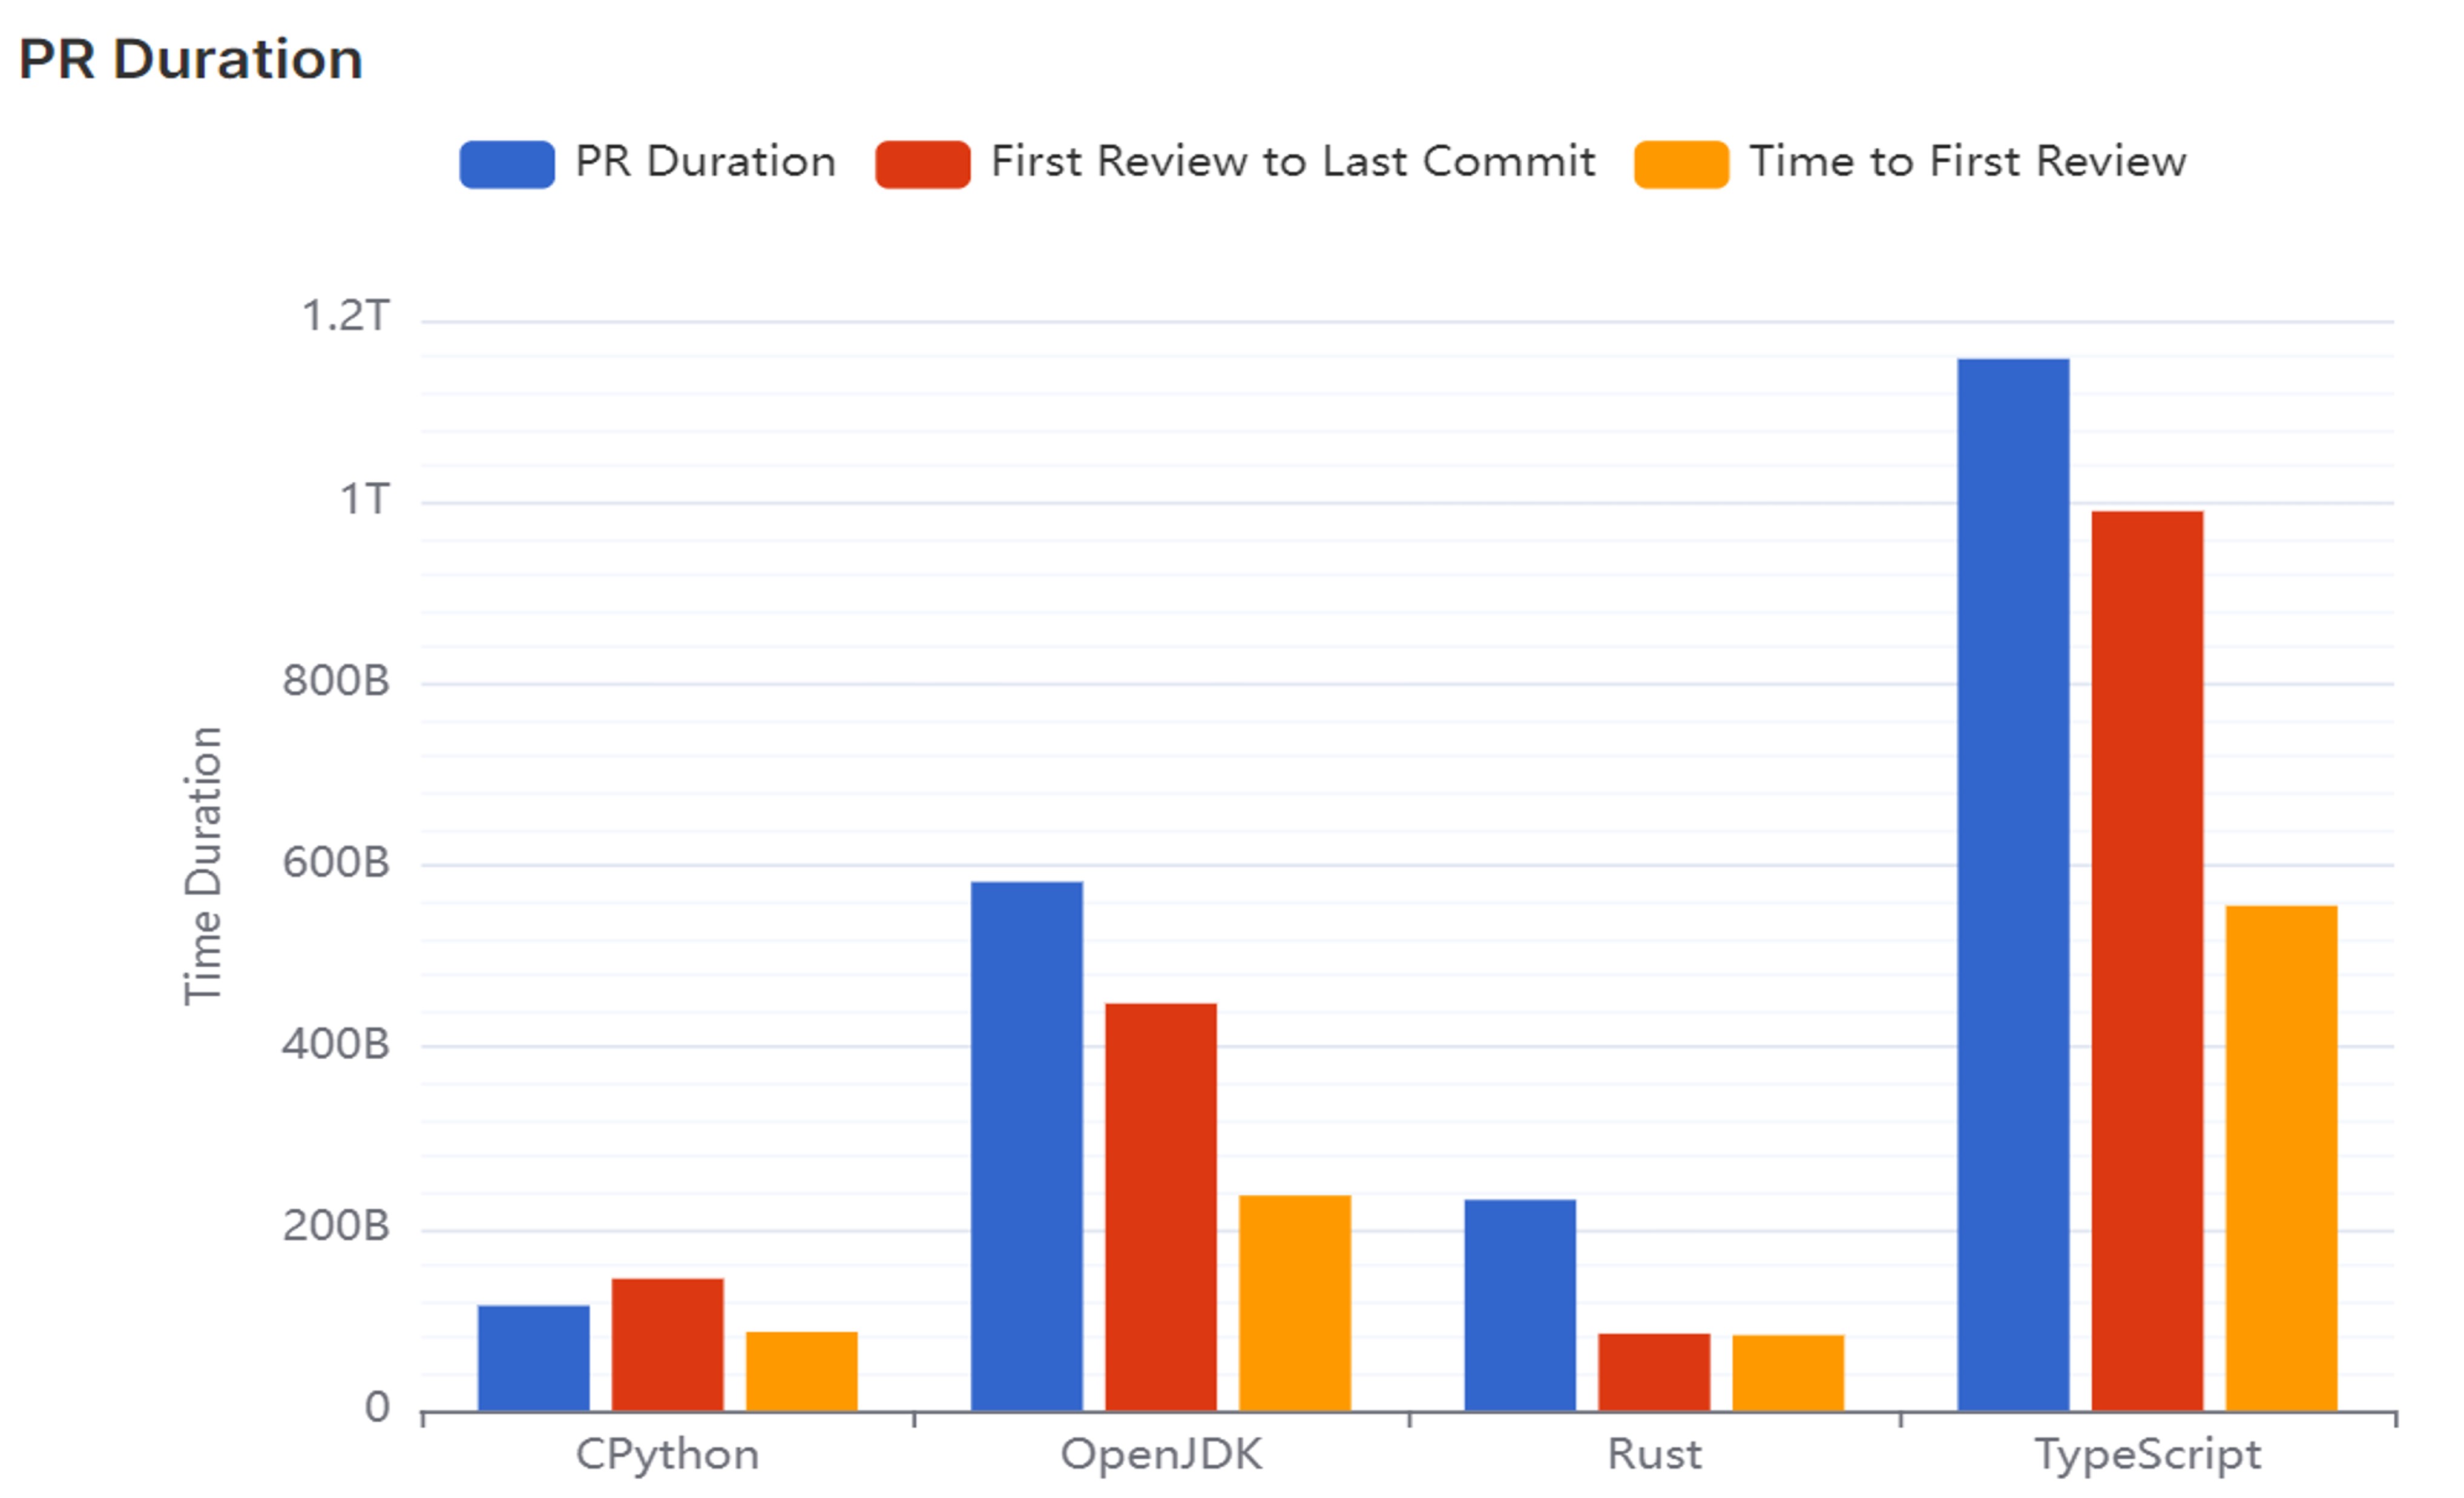 PR Duration
PR Duration First Review to Last Commit Time to First Review
1.2T
1T
800B
600B
400B
200B
0
Time Duration
CPython OpenJDK Rust TypeScript